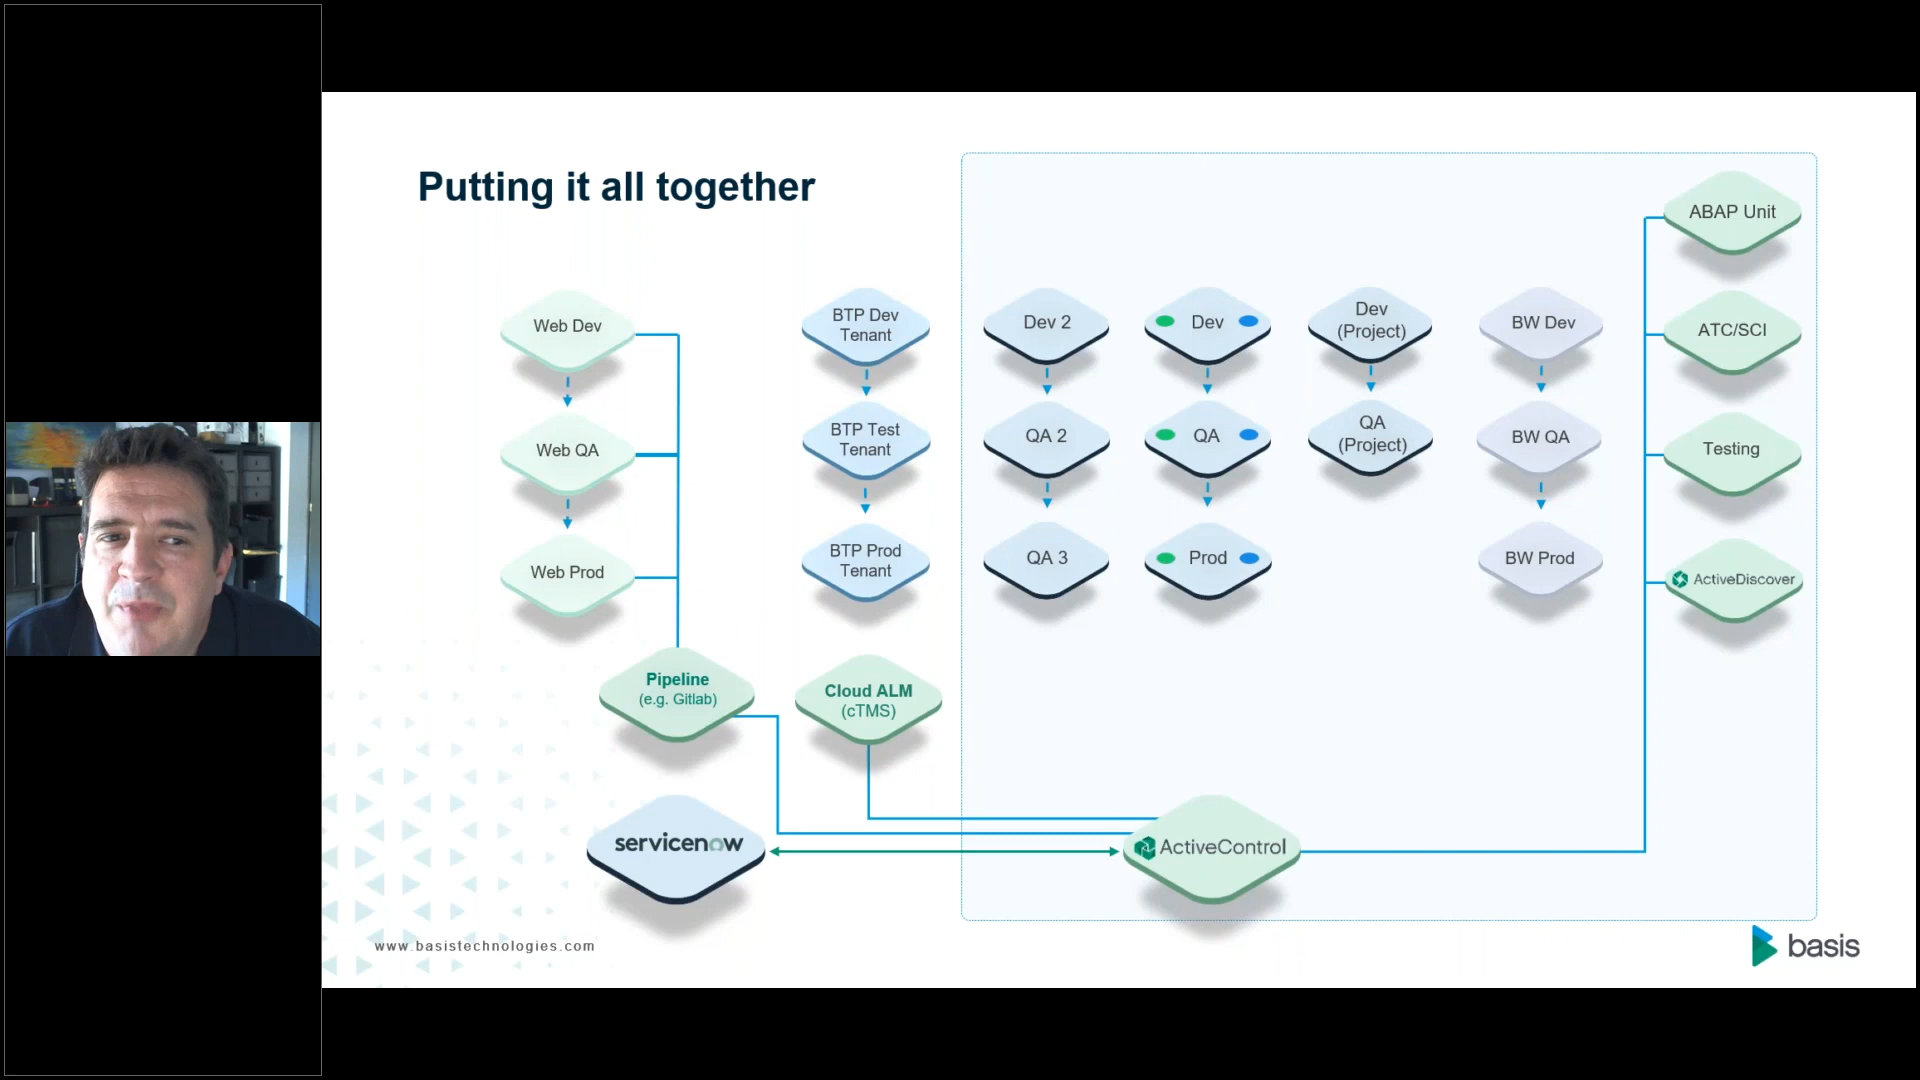 Putting it all together
Web Dev
Web QA
Web Prod
Pipeline
(e.g. Gitlab)
BTP Dev
Tenant
BTP Test
Tenant
BTP Prod
Tenant
Cloud ALM
(cTMS)
Dev 2
QA 2
QA 3
Dev
QA
Prod
Dev
(Project)
QA
(Project)
BW Dev
BW QA
BW Prod
ABAP Unit
ATC/SCI
Testing
ActiveDiscover
servicenow
ActiveControl
www.basistechnologies.com
basis